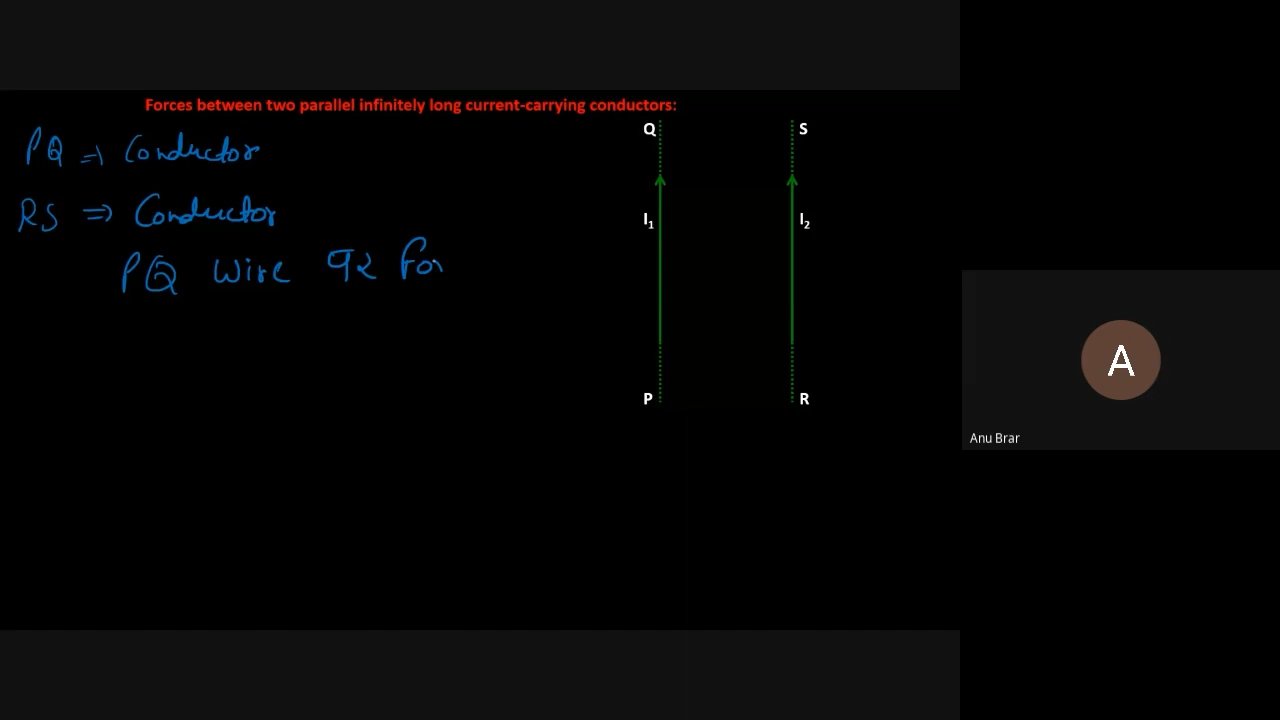 Forces between two parallel infinitely long current-carrying conductors:
PQ ⇒ Conductor
RS ⇒ Conductor
PQ wire पर For
Q
S
I₁
I₂
P
R
A
Anu Brar